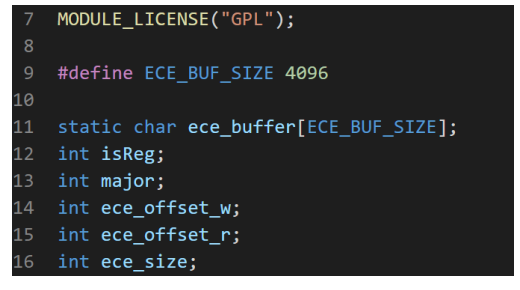 7 MODULE_LICENSE("GPL");
8
9 #define ECE_BUF_SIZE 4096
10
11 static char ece_buffer[ECE_BUF_SIZE];
12 int isReg;
13 int major;
14 int ece_offset_w;
15 int ece_offset_r;
16 int ece_size;